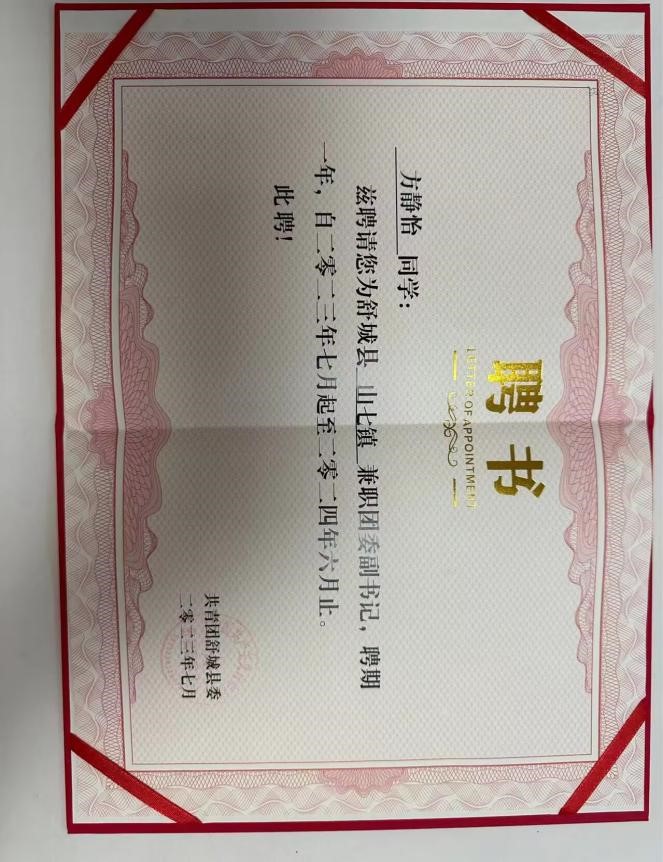 聘书
LETTER OF APPOINTMENT
方静怡 同学：
兹聘请您为舒城县 山七镇 兼职团委副书记，聘期
一年，自二零二三年七月起至二零二四年六月止。
此聘！
共青团舒城县委
二零二三年七月